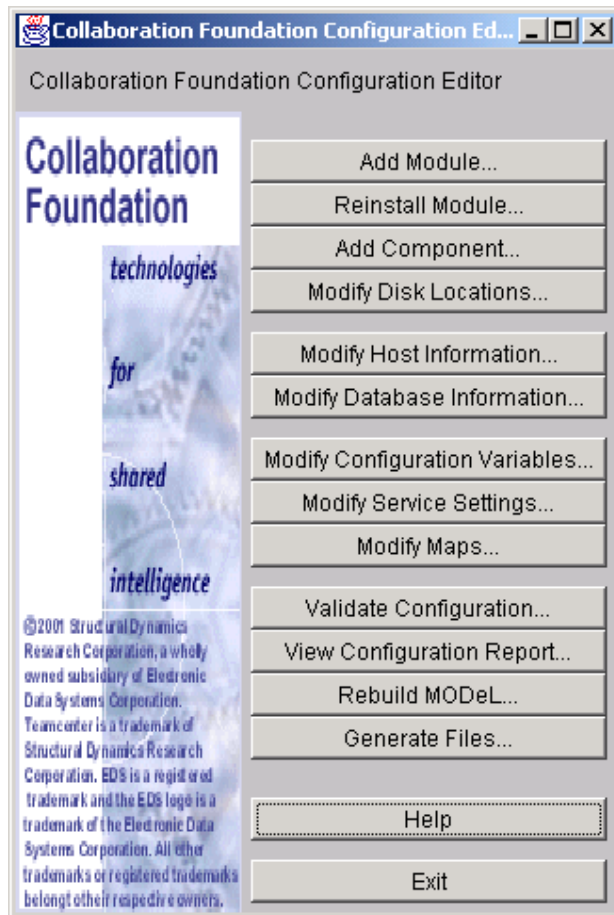 Collaboration Foundation Configuration Ed...
Collaboration Foundation Configuration Editor
Collaboration
Foundation
technologies
for
shared
intelligence
©2001 Structural Dynamics
Research Corporation, a wholly
owned subsidiary of Electronic
Data Systems Corporation.
Teamcenter is a trademark of
Structural Dynamics Research
Corporation. EDS is a registered
trademark and the EDS logo is a
trademark of the Electronic Data
Systems Corporation. All other
trademarks or registered trademarks
belong to their respective owners.
Add Module...
Reinstall Module...
Add Component...
Modify Disk Locations...
Modify Host Information...
Modify Database Information...
Modify Configuration Variables...
Modify Service Settings...
Modify Maps...
Validate Configuration...
View Configuration Report...
Rebuild MODeL...
Generate Files...
Help
Exit